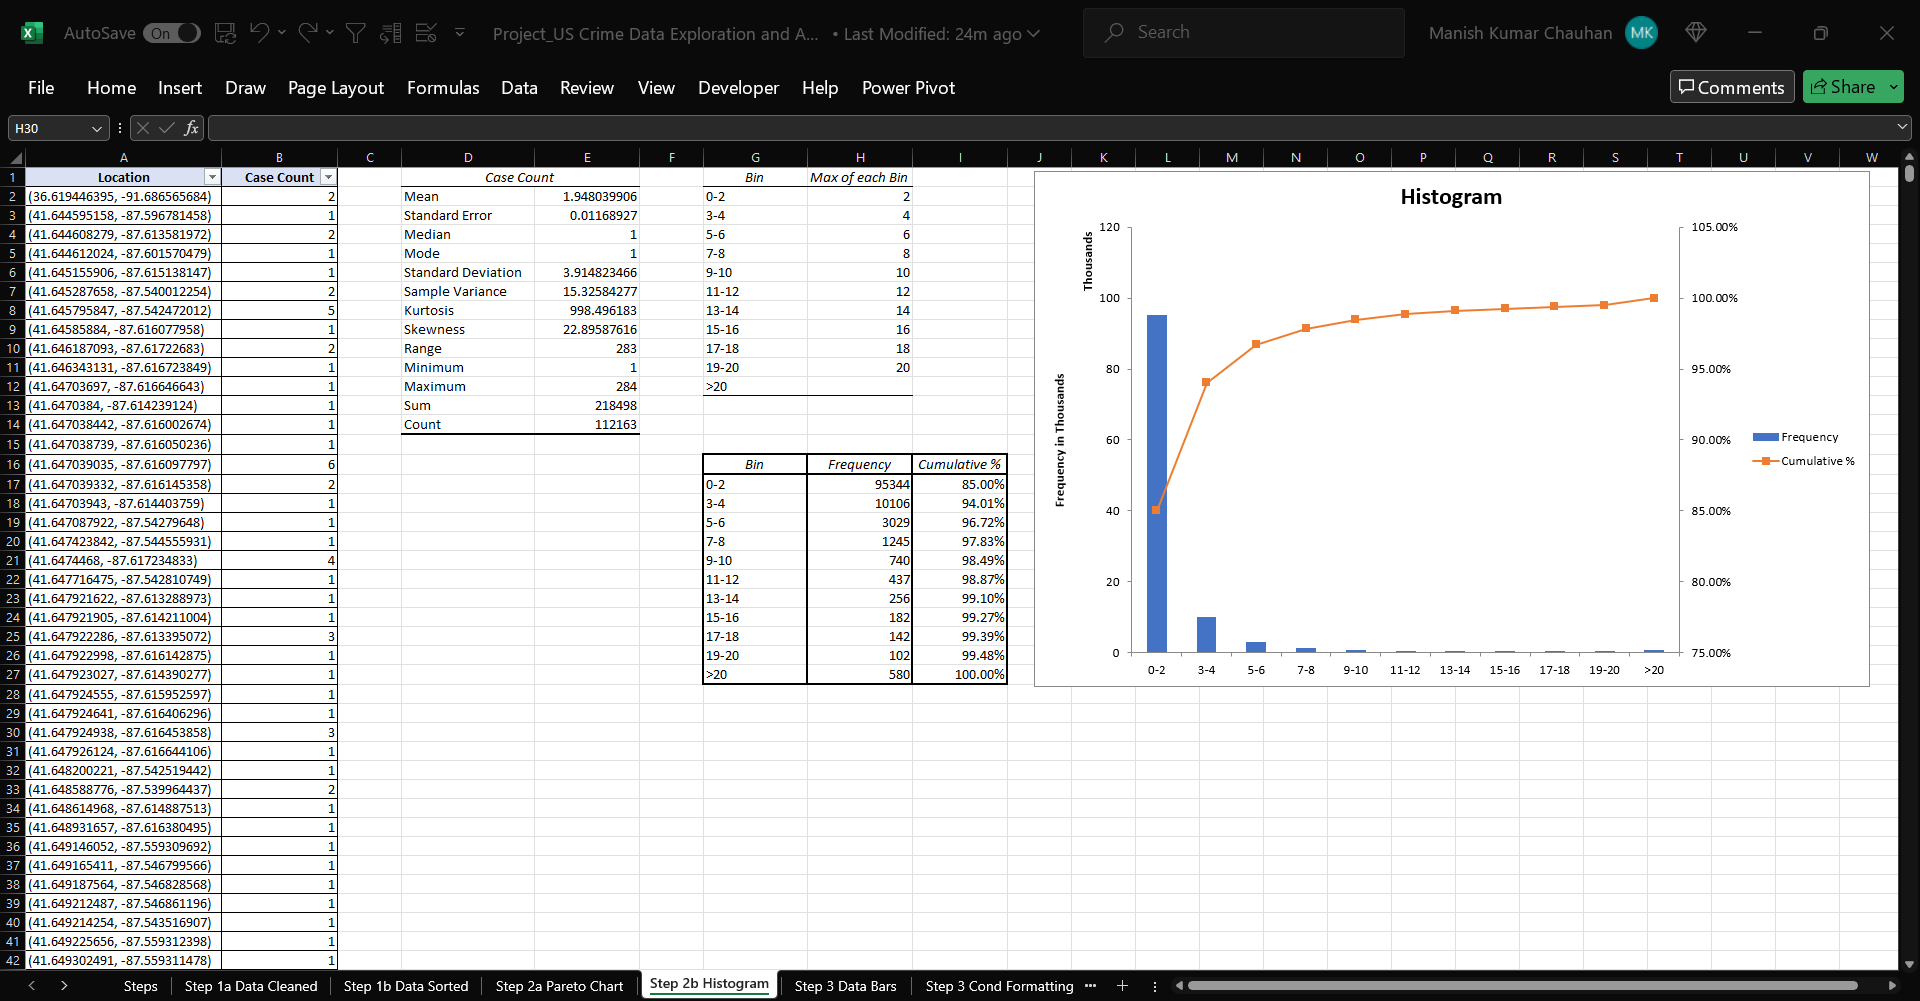 AutoSave On Project_US Crime Data Exploration and A... • Last Modified: 24m ago Search Manish Kumar Chauhan MK
File Home Insert Draw Page Layout Formulas Data Review View Developer Help Power Pivot Comments Share
H30 fx
A B C D E F G H I J K L M N O P Q R S T U V W
1 Location Case Count Case Count Bin Max of each Bin
2 (36.619446395, -91.686565684) 2 Mean 1.948039906 0-2 2
3 (41.644595158, -87.596781458) 1 Standard Error 0.01168927 3-4 4
4 (41.644608279, -87.613581972) 2 Median 1 5-6 6
5 (41.644612024, -87.601570479) 1 Mode 1 7-8 8
6 (41.645155906, -87.615138147) 1 Standard Deviation 3.914823466 9-10 10
7 (41.645287658, -87.540012254) 2 Sample Variance 15.32584277 11-12 12
8 (41.645795847, -87.542472012) 5 Kurtosis 998.496183 13-14 14
9 (41.64585884, -87.616077958) 1 Skewness 22.89587616 15-16 16
10 (41.646187093, -87.61722683) 2 Range 283 17-18 18
11 (41.646343131, -87.616723849) 1 Minimum 1 19-20 20
12 (41.64703697, -87.616646643) 1 Maximum 284 >20
13 (41.6470384, -87.614239124) 1 Sum 218498
14 (41.647038442, -87.616002674) 1 Count 112163
15 (41.647038739, -87.616050236) 1
16 (41.647039035, -87.616097797) 6 Bin Frequency Cumulative %
17 (41.647039332, -87.616145358) 2 0-2 95344 85.00%
18 (41.64703943, -87.614403759) 1 3-4 10106 94.01%
19 (41.647087922, -87.54279648) 1 5-6 3029 96.72%
20 (41.647423842, -87.544555931) 1 7-8 1245 97.83%
21 (41.6474468, -87.617234833) 4 9-10 740 98.49%
22 (41.647716475, -87.542810749) 1 11-12 437 98.87%
23 (41.647921622, -87.613288973) 1 13-14 256 99.10%
24 (41.647921905, -87.614211004) 1 15-16 182 99.27%
25 (41.647922286, -87.613395072) 3 17-18 142 99.39%
26 (41.647922998, -87.616142875) 1 19-20 102 99.48%
27 (41.647923027, -87.614390277) 1 >20 580 100.00%
28 (41.647924555, -87.615952597) 1
29 (41.647924641, -87.616406296) 1
30 (41.647924938, -87.616453858) 3
31 (41.647926124, -87.616644106) 1
32 (41.648200221, -87.542519442) 1
33 (41.648588776, -87.539964437) 2
34 (41.648614968, -87.614887513) 1
35 (41.648931657, -87.616380495) 1
36 (41.649146052, -87.559309692) 1
37 (41.649165411, -87.546799566) 1
38 (41.649187564, -87.546828568) 1
39 (41.649212487, -87.546861196) 1
40 (41.649214254, -87.543516907) 1
41 (41.649225656, -87.559312398) 1
42 (41.649302491, -87.559311478) 1
Histogram
Thousands
Frequency in Thousands
120 105.00%
100 100.00%
80 95.00%
60 90.00%
40 85.00%
20 80.00%
0 75.00%
0-2 3-4 5-6 7-8 9-10 11-12 13-14 15-16 17-18 19-20 >20
Frequency
Cumulative %
Steps Step 1a Data Cleaned Step 1b Data Sorted Step 2a Pareto Chart Step 2b Histogram Step 3 Data Bars Step 3 Cond Formatting ...